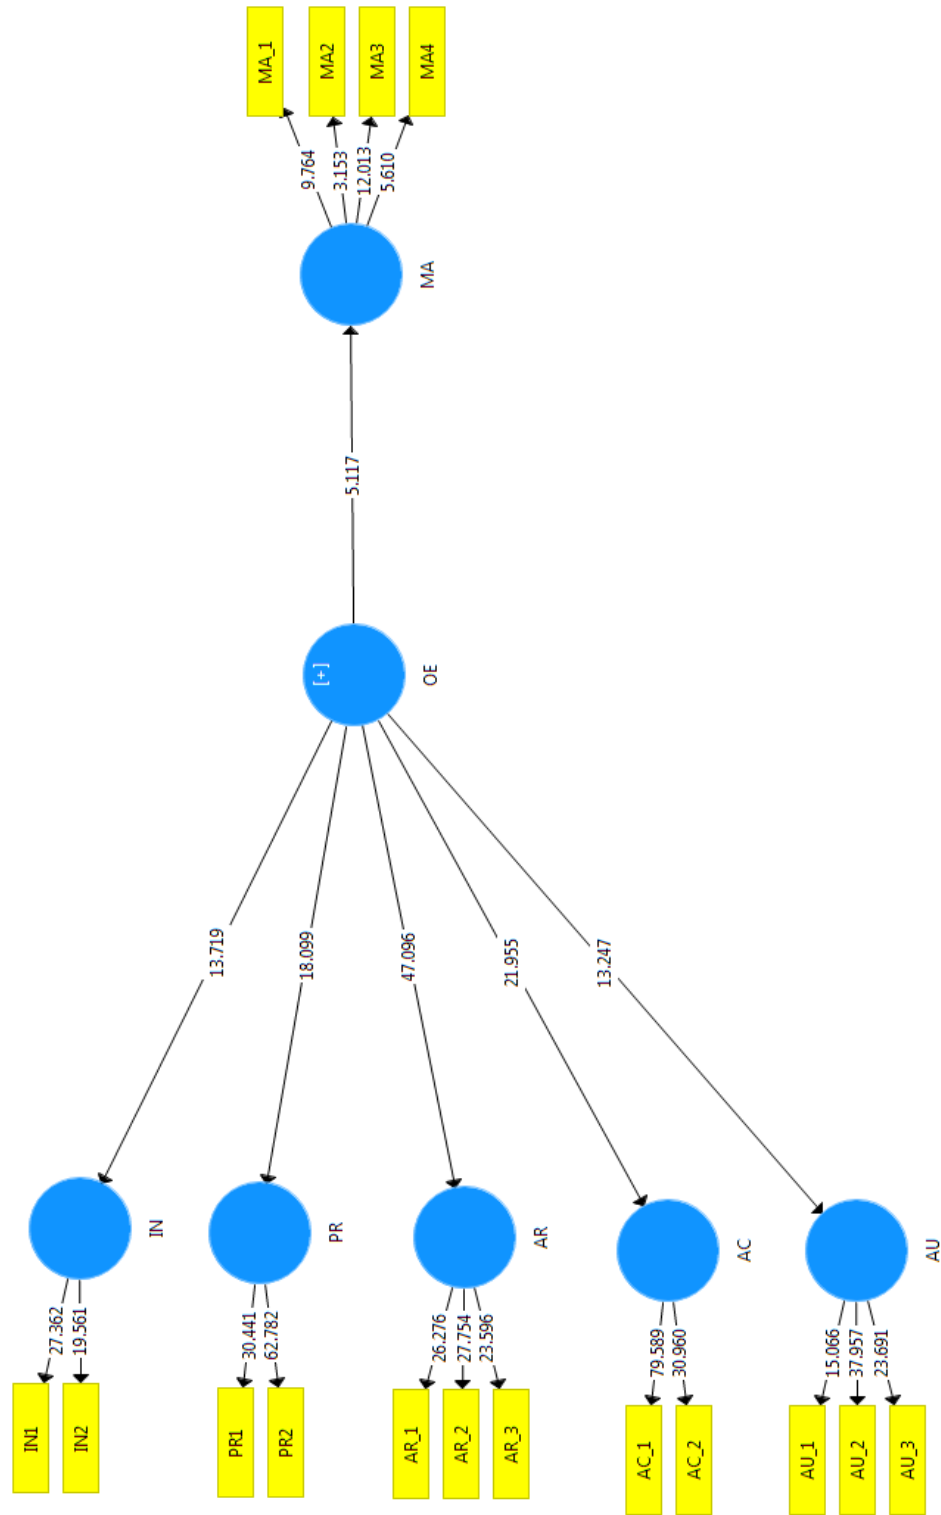 MA_1
MA2
MA3
MA4
9.764
3.153
12.013
5.610
MA
5.117
[+]
OE
13.719
18.099
47.096
21.955
13.247
IN
PR
AR
AC
AU
27.362
19.561
30.441
62.782
26.276
27.754
23.596
79.589
30.960
15.066
37.957
23.691
IN1
IN2
PR1
PR2
AR_1
AR_2
AR_3
AC_1
AC_2
AU_1
AU_2
AU_3